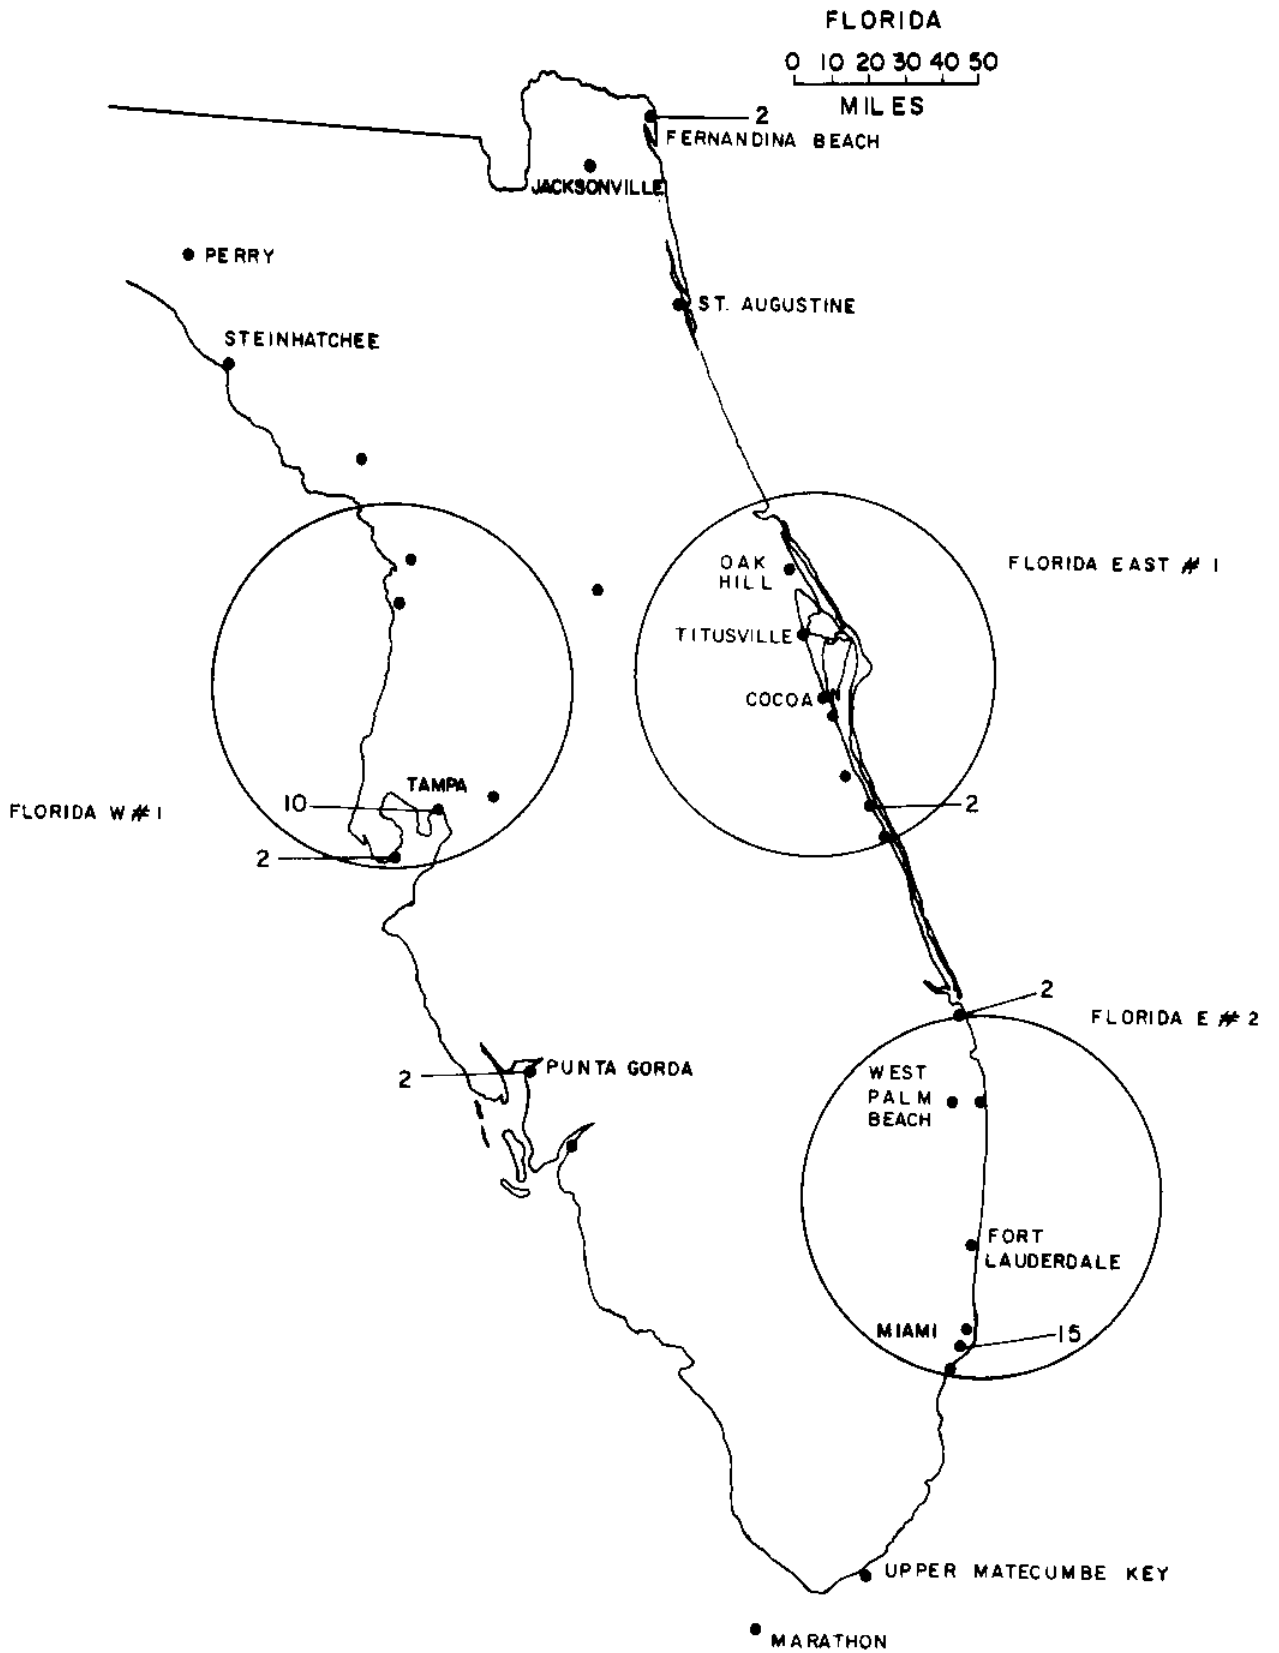 FLORIDA
0 10 20 30 40 50
MILES
2
FERNANDINA BEACH
JACKSONVILLE
PERRY
ST. AUGUSTINE
STEINHATCHEE
OAK
HILL
FLORIDA EAST # 1
TITUSVILLE
COCOA
TAMPA
10
2
FLORIDA W # 1
2
2
FLORIDA E # 2
PUNTA GORDA
2
WEST
PALM
BEACH
FORT
LAUDERDALE
MIAMI
15
UPPER MATECUMBE KEY
MARATHON